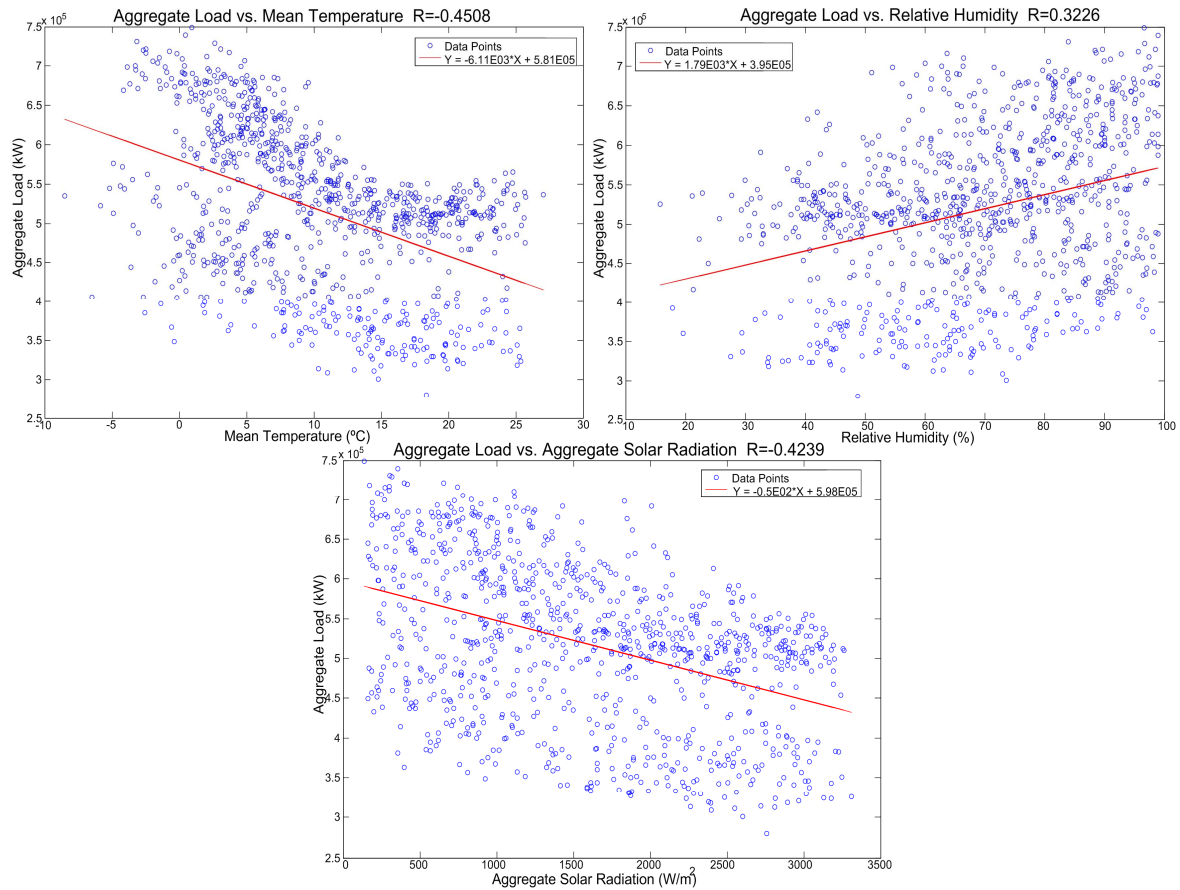 Aggregate Load vs. Mean Temperature R=-0.4508
x 10^5
7.5
7
6.5
6
5.5
5
4.5
4
3.5
3
2.5
Aggregate Load (kW)
Data Points
Y = -6.11E03*X + 5.81E05
-10 -5 0 5 10 15 20 25 30
Mean Temperature (ºC)
Aggregate Load vs. Relative Humidity R=0.3226
x 10^5
7.5
7
6.5
6
5.5
5
4.5
4
3.5
3
2.5
Aggregate Load (kW)
Data Points
Y = 1.79E03*X + 3.95E05
10 20 30 40 50 60 70 80 90 100
Relative Humidity (%)
Aggregate Load vs. Aggregate Solar Radiation R=-0.4239
x 10^5
7.5
7
6.5
6
5.5
5
4.5
4
3.5
3
2.5
Aggregate Load (kW)
Data Points
Y = -0.5E02*X + 5.98E05
0 500 1000 1500 2000 2500 3000 3500
Aggregate Solar Radiation (W/m²)